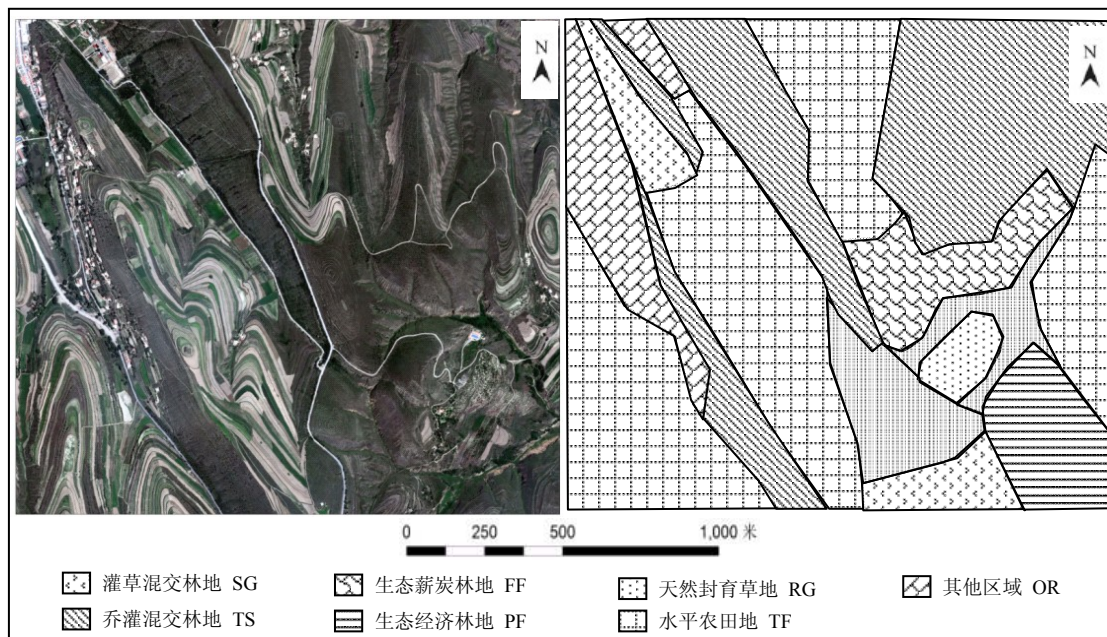 N
N
0 250 500 1,000 米
灌草混交林地 SG 生态薪炭林地 FF 天然封育草地 RG 其他区域 OR
乔灌混交林地 TS 生态经济林地 PF 水平农田地 TF